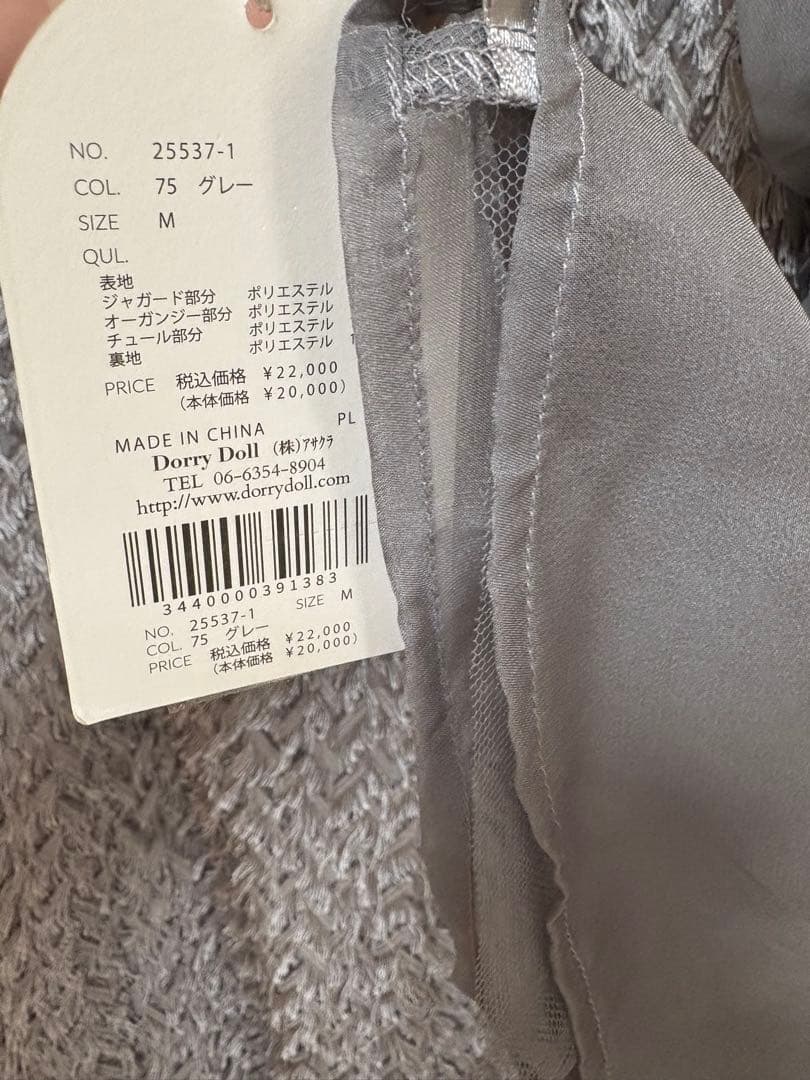 NO. 25537-1
COL. 75 グレー
SIZE M
QUL.
表地
ジャガード部分 ポリエステル
オーガンジー部分 ポリエステル
チュール部分 ポリエステル
裏地 ポリエステル 1
PRICE 税込価格 ¥22,000
(本体価格 ¥20,000)
PL
MADE IN CHINA
Dorry Doll (株)アサクラ
TEL 06-6354-8904
http://www.dorrydoll.com
3440000391383
NO. 25537-1 SIZE M
COL. 75 グレー
PRICE 税込価格 ¥22,000
(本体価格 ¥20,000)